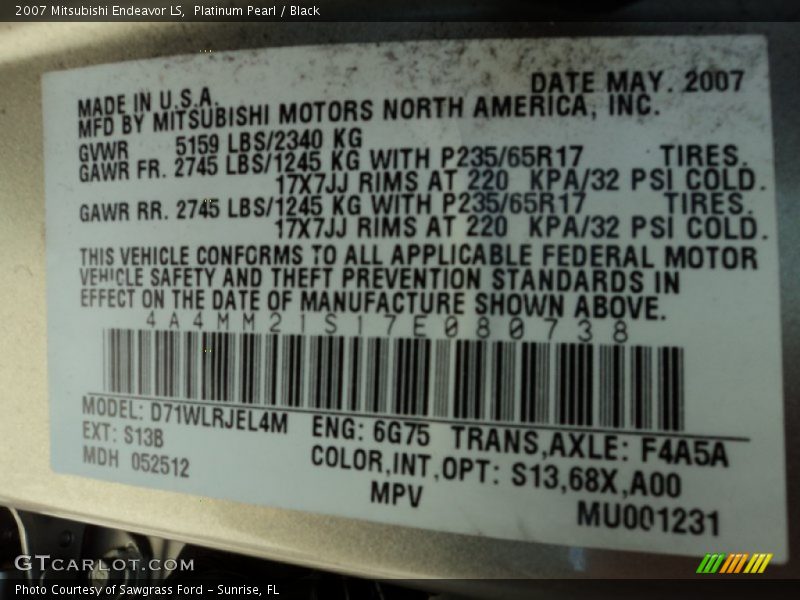 2007 Mitsubishi Endeavor LS, Platinum Pearl / Black
DATE MAY. 2007
MADE IN U.S.A.
MFD BY MITSUBISHI MOTORS NORTH AMERICA, INC.
GVWR 5159 LBS/2340 KG
GAWR FR. 2745 LBS/1245 KG WITH P235/65R17 TIRES.
17X7JJ RIMS AT 220 KPA/32 PSI COLD.
GAWR RR. 2745 LBS/1245 KG WITH P235/65R17 TIRES.
17X7JJ RIMS AT 220 KPA/32 PSI COLD.
THIS VEHICLE CONFORMS TO ALL APPLICABLE FEDERAL MOTOR
VEHICLE SAFETY AND THEFT PREVENTION STANDARDS IN
EFFECT ON THE DATE OF MANUFACTURE SHOWN ABOVE.
4A4MM21S17E080738
MODEL: D71WLRJEL4M ENG: 6G75 TRANS,AXLE: F4A5A
EXT: S13B COLOR,INT,OPT: S13,68X,A00
MDH 052512 MPV
MU001231
GTcarlot.com
Photo Courtesy of Sawgrass Ford - Sunrise, FL